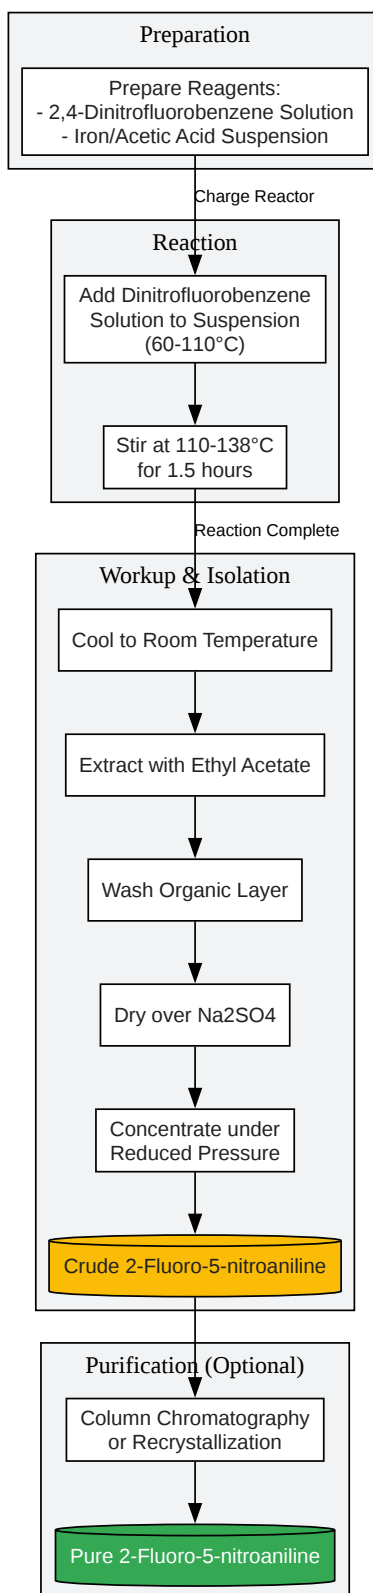 Preparation
Prepare Reagents:
- 2,4-Dinitrofluorobenzene Solution
- Iron/Acetic Acid Suspension
Charge Reactor
Reaction
Add Dinitrofluorobenzene
Solution to Suspension
(60-110°C)
Stir at 110-138°C
for 1.5 hours
Reaction Complete
Workup & Isolation
Cool to Room Temperature
Extract with Ethyl Acetate
Wash Organic Layer
Dry over Na2SO4
Concentrate under
Reduced Pressure
Crude 2-Fluoro-5-nitroaniline
Purification (Optional)
Column Chromatography
or Recrystallization
Pure 2-Fluoro-5-nitroaniline